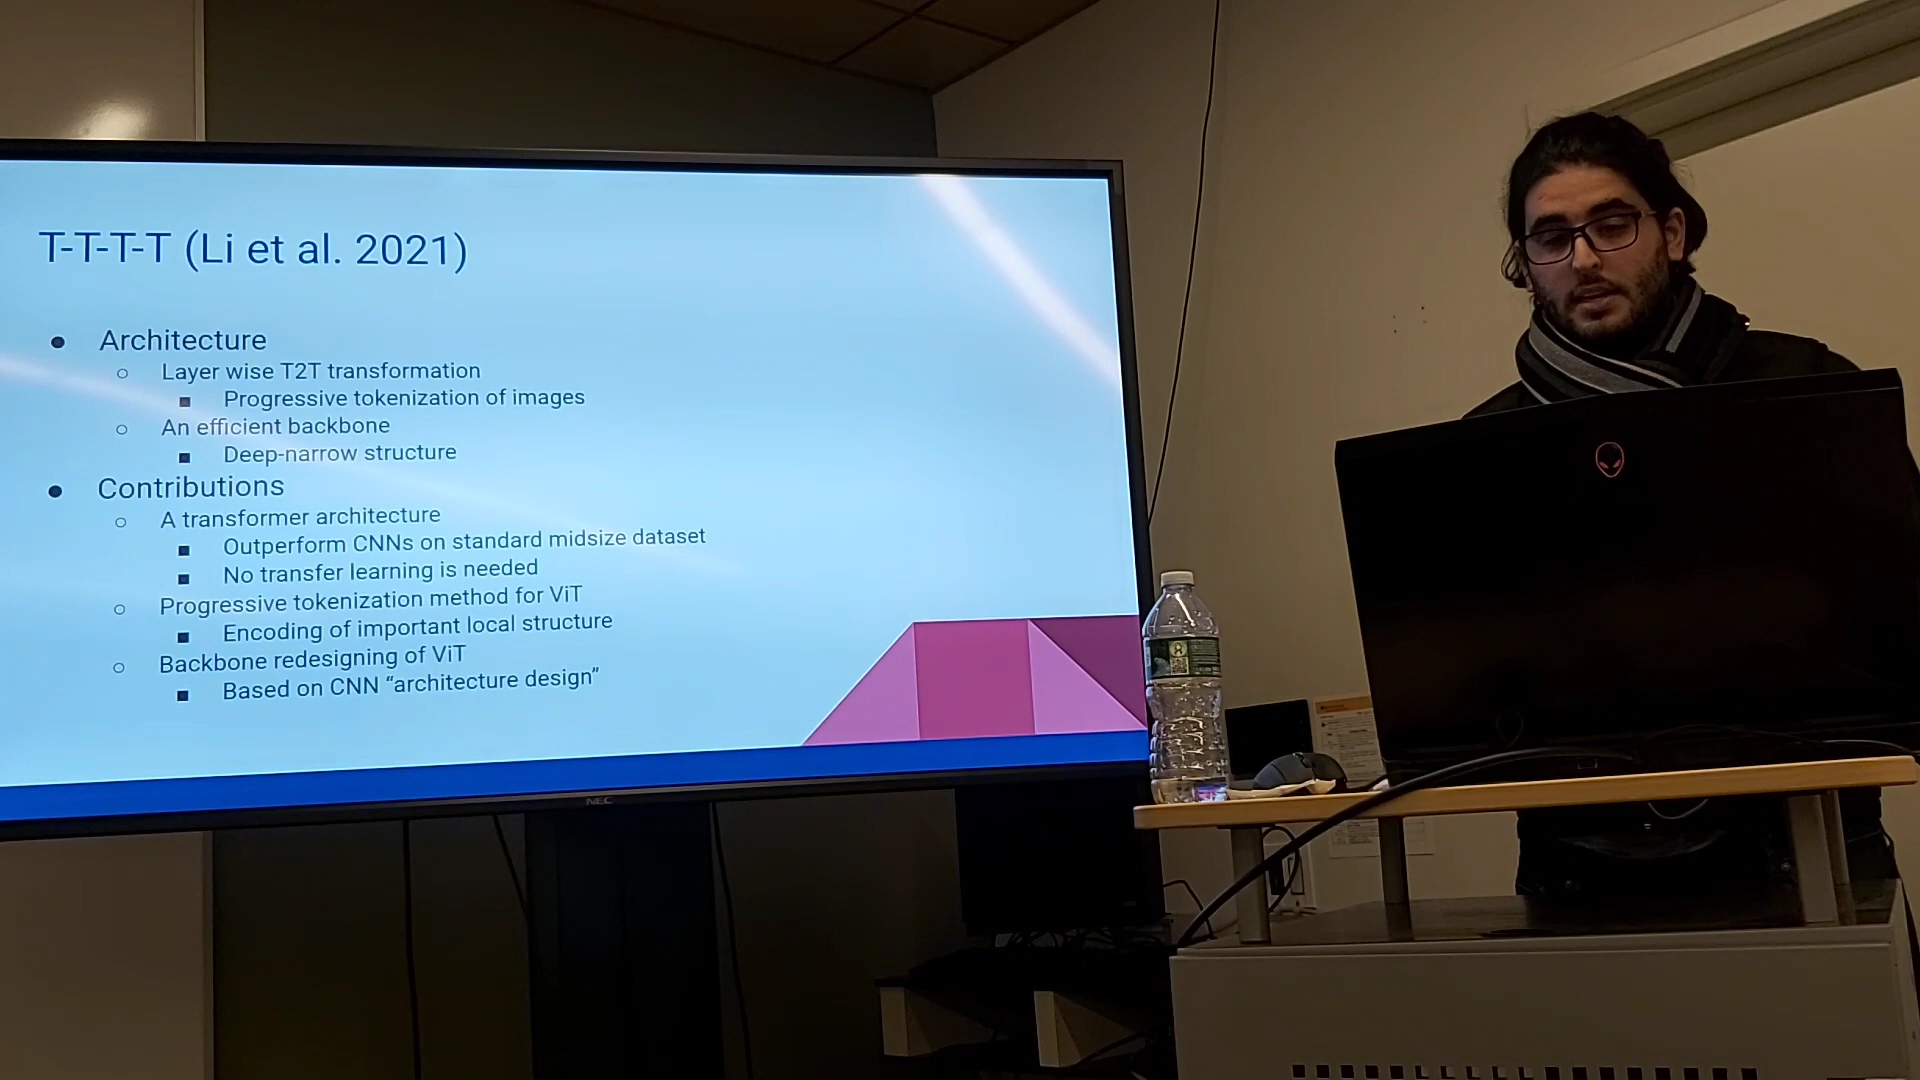 T-T-T-T (Li et al. 2021)
● Architecture
○ Layer wise T2T transformation
■ Progressive tokenization of images
○ An efficient backbone
■ Deep-narrow structure
● Contributions
○ A transformer architecture
■ Outperform CNNs on standard midsize dataset
■ No transfer learning is needed
○ Progressive tokenization method for ViT
■ Encoding of important local structure
○ Backbone redesigning of ViT
■ Based on CNN “architecture design”
NEC